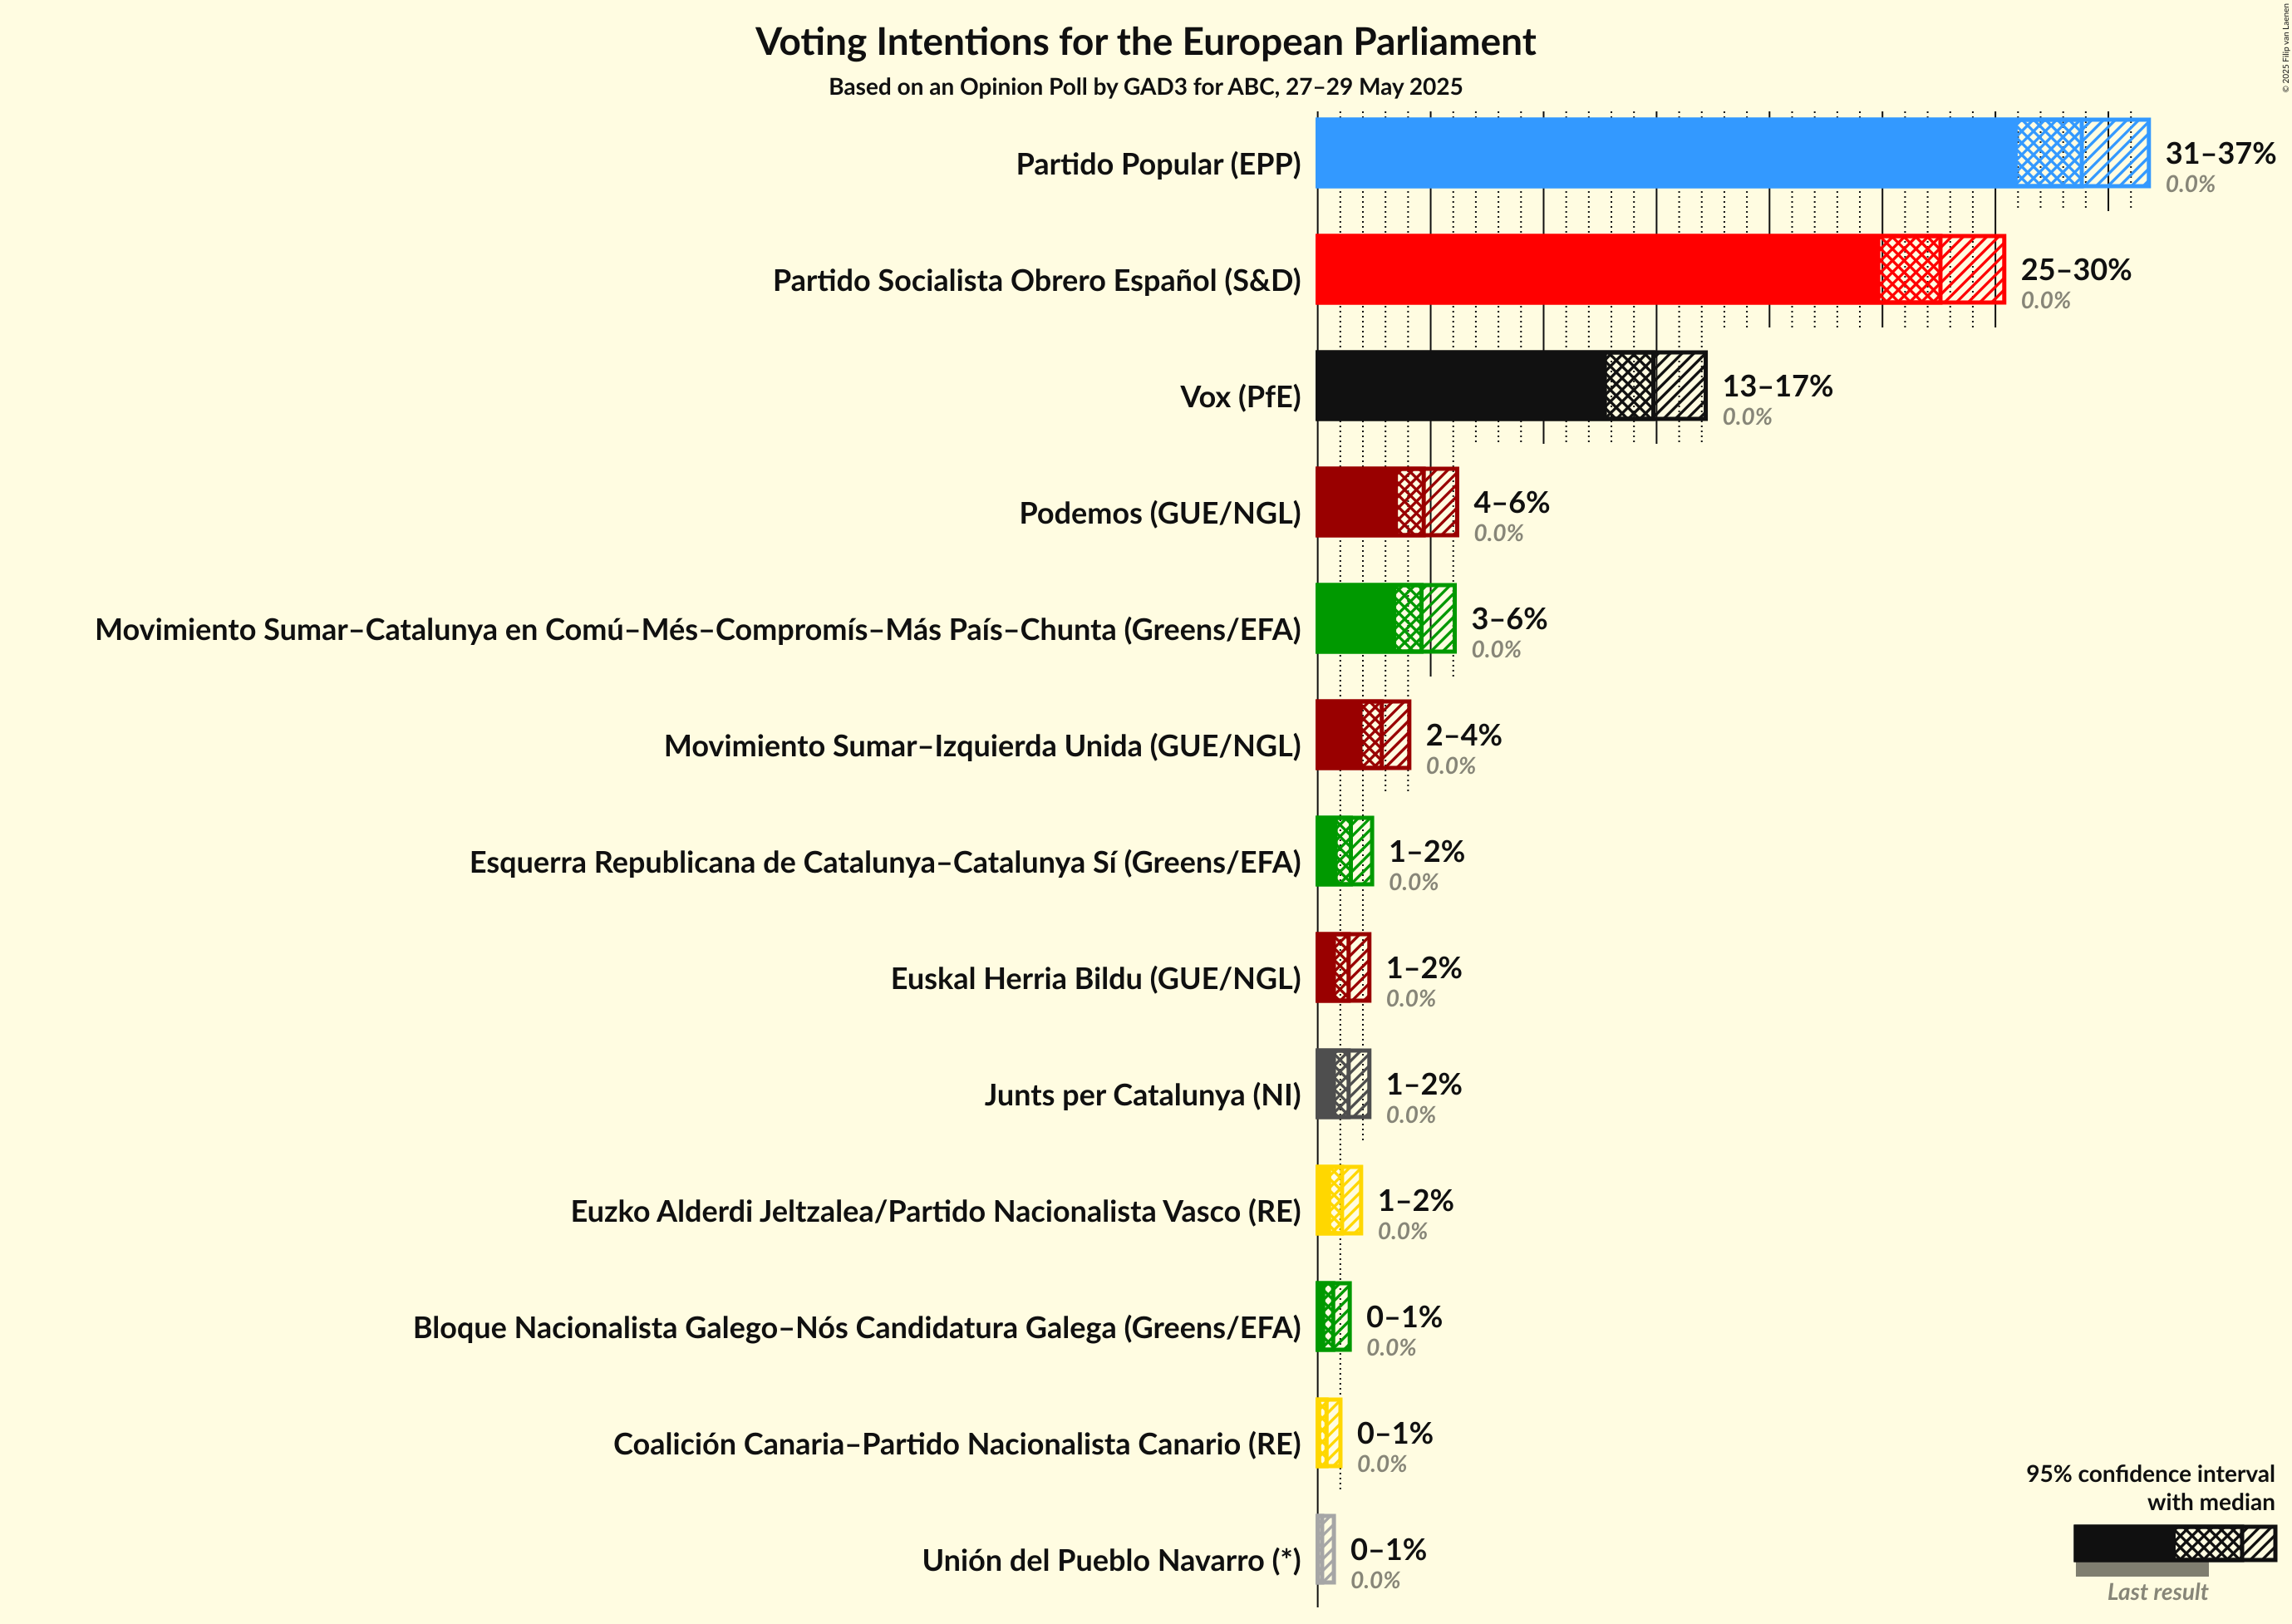 Voting Intentions for the European Parliament
Based on an Opinion Poll by GAD3 for ABC, 27–29 May 2025
© 2025 Filip van Laenen
Partido Popular (EPP)
31–37%
0.0%
Partido Socialista Obrero Español (S&D)
25–30%
0.0%
Vox (PfE)
13–17%
0.0%
Podemos (GUE/NGL)
4–6%
0.0%
Movimiento Sumar–Catalunya en Comú–Més–Compromís–Más País–Chunta (Greens/EFA)
3–6%
0.0%
Movimiento Sumar–Izquierda Unida (GUE/NGL)
2–4%
0.0%
Esquerra Republicana de Catalunya–Catalunya Sí (Greens/EFA)
1–2%
0.0%
Euskal Herria Bildu (GUE/NGL)
1–2%
0.0%
Junts per Catalunya (NI)
1–2%
0.0%
Euzko Alderdi Jeltzalea/Partido Nacionalista Vasco (RE)
1–2%
0.0%
Bloque Nacionalista Galego–Nós Candidatura Galega (Greens/EFA)
0–1%
0.0%
Coalición Canaria–Partido Nacionalista Canario (RE)
0–1%
0.0%
Unión del Pueblo Navarro (*)
0–1%
0.0%
95% confidence interval
with median
Last result